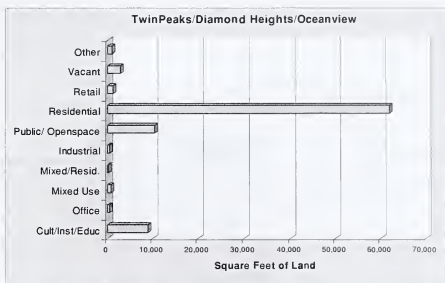 TwinPeaks/Diamond Heights/Oceanview
Other
Vacant
Retail
Residential
Public/ Openspace
Industrial
Mixed/Resid.
Mixed Use
Office
Cult/Inst/Educ
0 10,000 20,000 30,000 40,000 50,000 60,000 70,000
Square Feet of Land